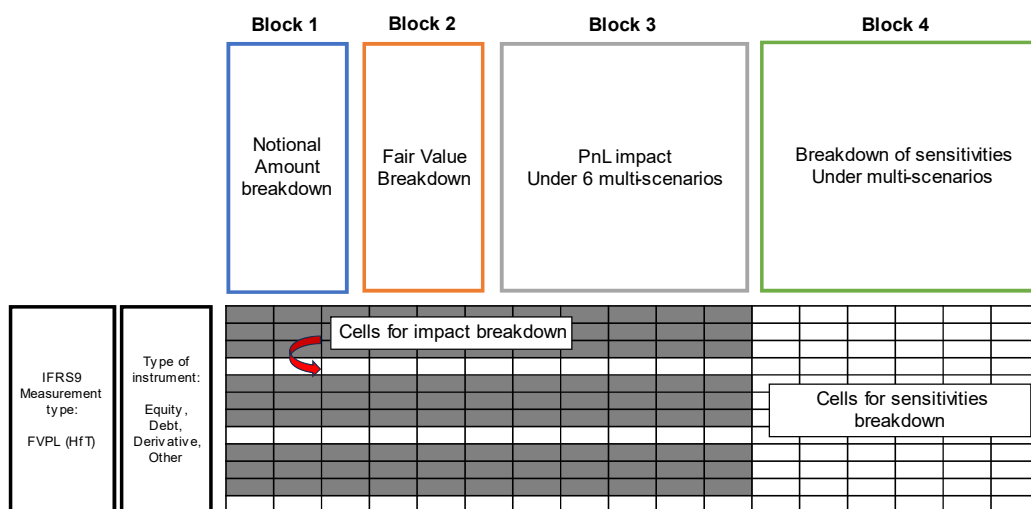 Block 1
Block 2
Block 3
Block 4
Notional
Amount
breakdown
Fair Value
Breakdown
PnL impact
Under 6 multi-scenarios
Breakdown of sensitivities
Under multi-scenarios
IFRS9
Measurement
type:
FVPL (HfT)
Type of
instrument:
Equity,
Debt,
Derivative,
Other
Cells for impact breakdown
Cells for sensitivities
breakdown